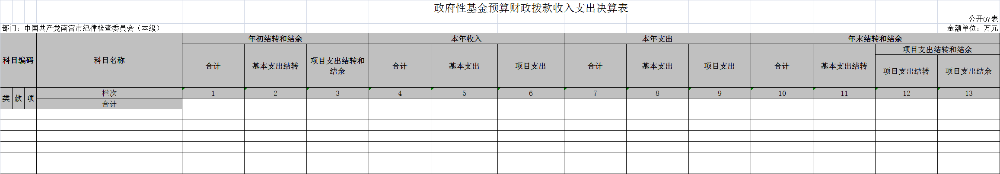 政府性基金预算财政拨款收入支出决算表
公开07表
部门：中国共产党南宫市纪律检查委员会（本级）
金额单位：万元
科目编码
科目名称
年初结转和结余
本年收入
本年支出
年末结转和结余
合计
基本支出结转
项目支出结转和
结余
合计
基本支出
项目支出
合计
基本支出
项目支出
合计
基本支出结转
项目支出结转和结余
项目支出结转
项目支出结余
类
款
项
栏次
1
2
3
4
5
6
7
8
9
10
11
12
13
合计